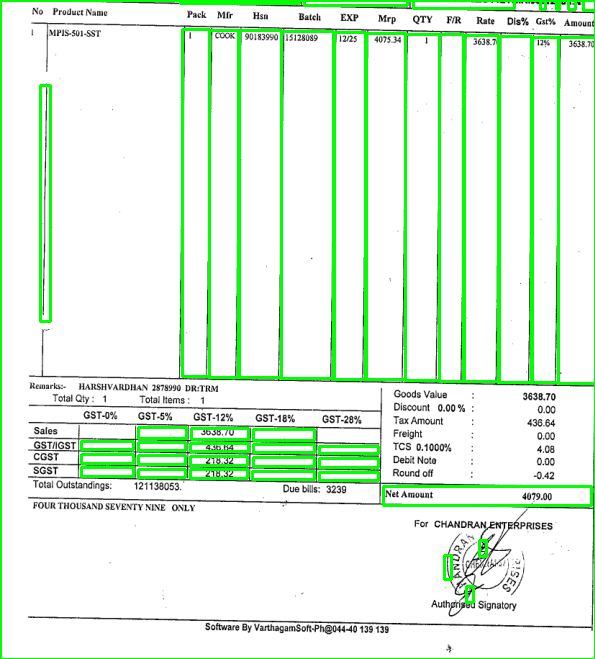 No Product Name Pack Mfr Hsn Batch EXP Mrp QTY F/R Rate Dis% Gst% Amount
1 MPIS-501-SST 1 COOK 90183990 15128089 12/25 4075.34 1 3638.70 12% 3638.70
Remarks:- HARSHVARDHAN 2878990 DR:TRM
Total Qty : 1 Total Items : 1
GST-0% GST-5% GST-12% GST-18% GST-28%
Sales 3638.70
GST/IGST 436.64
CGST 218.32
SGST 218.32
Total Outstandings: 121138053. Due bills: 3239
Goods Value : 3638.70
Discount 0.00 % : 0.00
Tax Amount : 436.64
Freight : 0.00
TCS 0.1000% : 4.08
Debit Note : 0.00
Round off : -0.42
Net Amount 4079.00
FOUR THOUSAND SEVENTY NINE ONLY
For CHANDRAN ENTERPRISES
Authorised Signatory
Software By VarthagamSoft-Ph@044-40 139 139